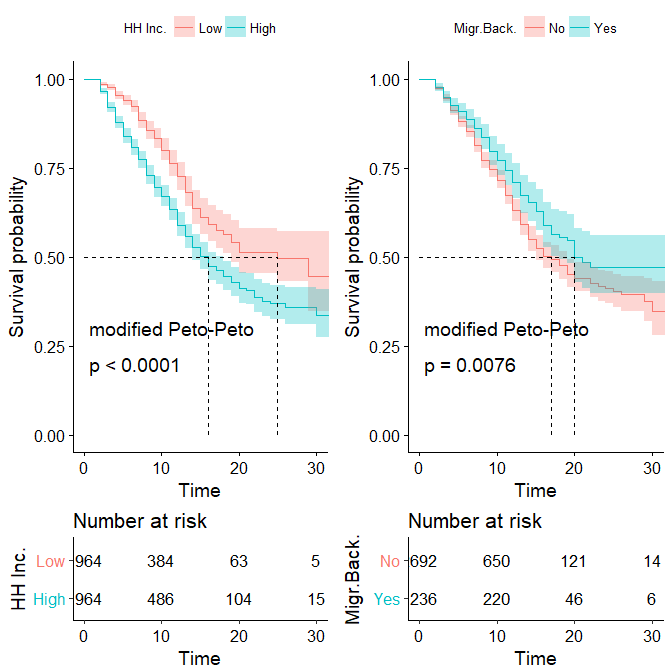 HH Inc. Low High
1.00
0.75
0.50
0.25
0.00
Survival probability
modified Peto-Peto
p < 0.0001
0 10 20 30
Time
Number at risk
HH Inc.
Low 964 384 63 5
High 964 486 104 15
0 10 20 30
Time
Migr.Back. No Yes
1.00
0.75
0.50
0.25
0.00
Survival probability
modified Peto-Peto
p = 0.0076
0 10 20 30
Time
Number at risk
Migr.Back.
No 692 650 121 14
Yes 236 220 46 6
0 10 20 30
Time